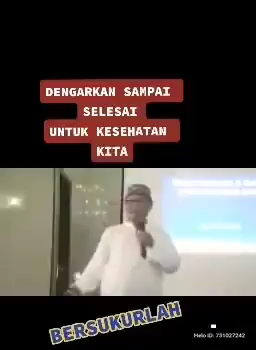 DENGARKAN SAMPAI
SELESAI
UNTUK KESEHATAN
KITA
BERSUKURLAH
Helo ID: 731027242